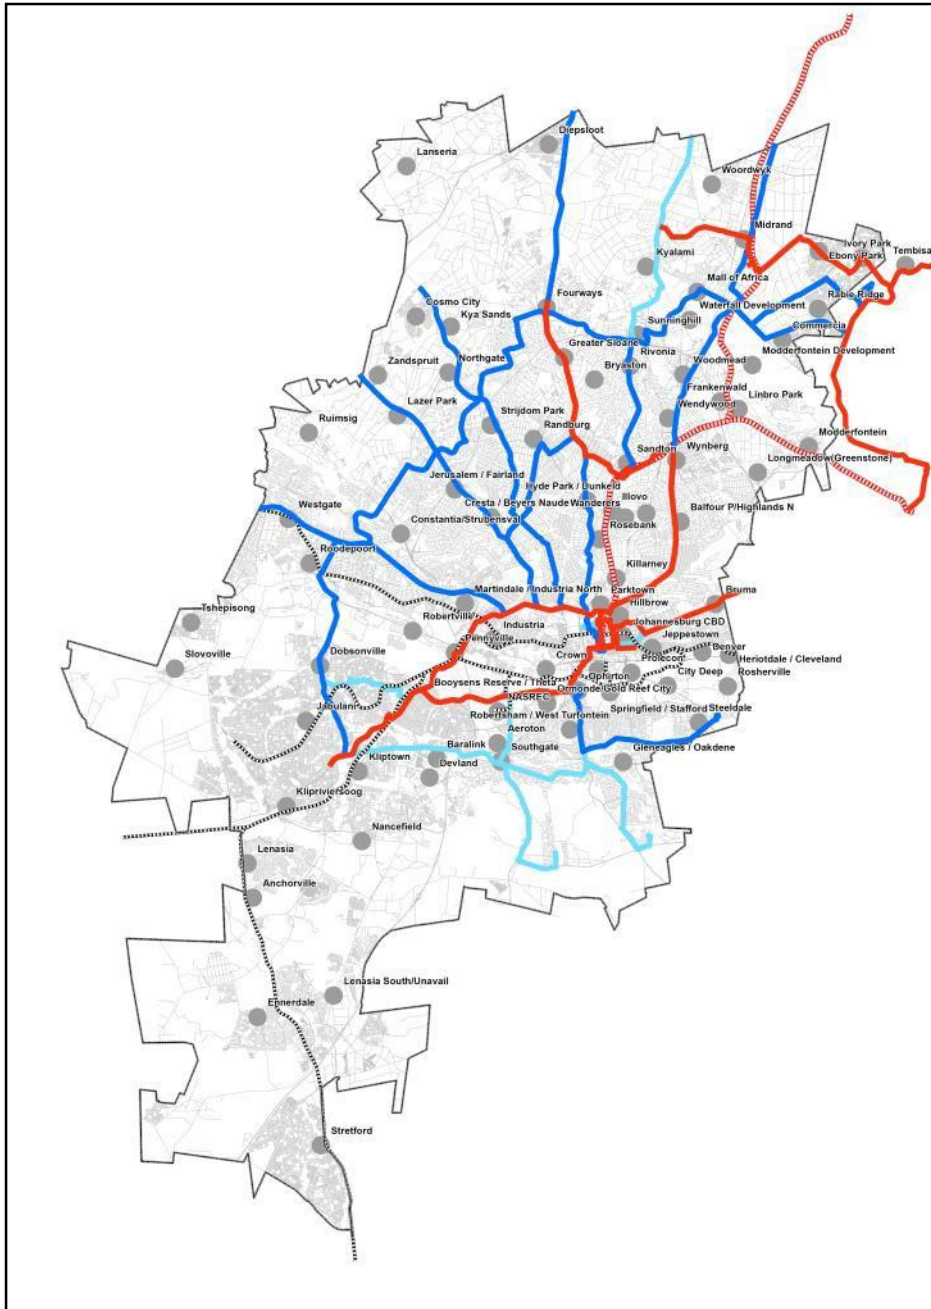 Diepsloot
Lanseria
Woordwyk
Midrand
Ivory Park
Ebony Park
Tembisa
Kyalami
Mall of Africa
Rabie Ridge
Fourways
Waterfall Development
Cosmo City
Kya Sands
Sunninghill
Commercia
Greater Sloane
Rivonia
Modderfontein Development
Zandspruit
Northgate
Bryaston
Woodmead
Frankenwald
Linbro Park
Lazer Park
Strijdom Park
Wendywood
Ruimsig
Randburg
Modderfontein
Sandton
Wynberg
Longmeadow(Greenstone)
Jerusalem / Fairland
Hyde Park / Dunkeld
Westgate
Cresta / Beyers Naude
Wanderers
Illovo
Balfour P/Highlands N
Constantia/Strubensval
Rosebank
Roodepoort
Killarney
Martindale / Industria North
Parktown
Bruma
Tshepisong
Robertville
Hillbrow
Industria
Johannesburg CBD
Pennyville
Jeppestown
Slovoville
Dobsonville
Crown
Prolecon
Denver
Heriotdale / Cleveland
Booysens Reserve / Theta
Ophirton
City Deep
Rosherville
NASREC
Ormonde/Gold Reef City
Jabulani
Robertsham / West Turfontein
Springfield / Stafford
Steeldale
Aeroton
Baralink
Southgate
Gleneagles / Oakdene
Kliptown
Devland
Klipriviersoog
Nancefield
Lenasia
Anchorville
Lenasia South/Unavail
Ennerdale
Stretford